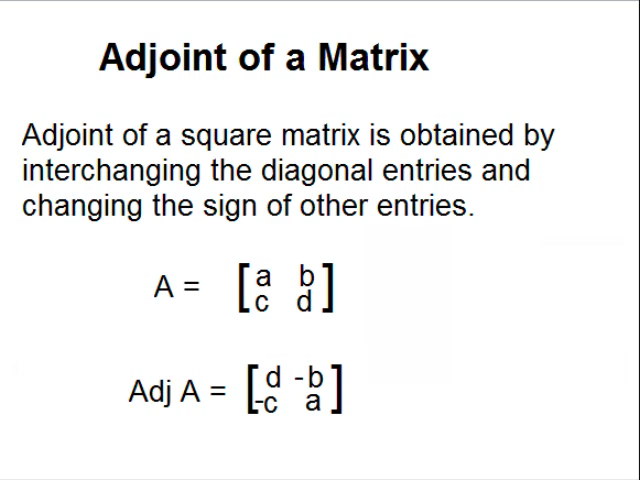 Adjoint of a Matrix
Adjoint of a square matrix is obtained by
interchanging the diagonal entries and
changing the sign of other entries.
A = [a b
c d]
Adj A = [d -b
-c a]